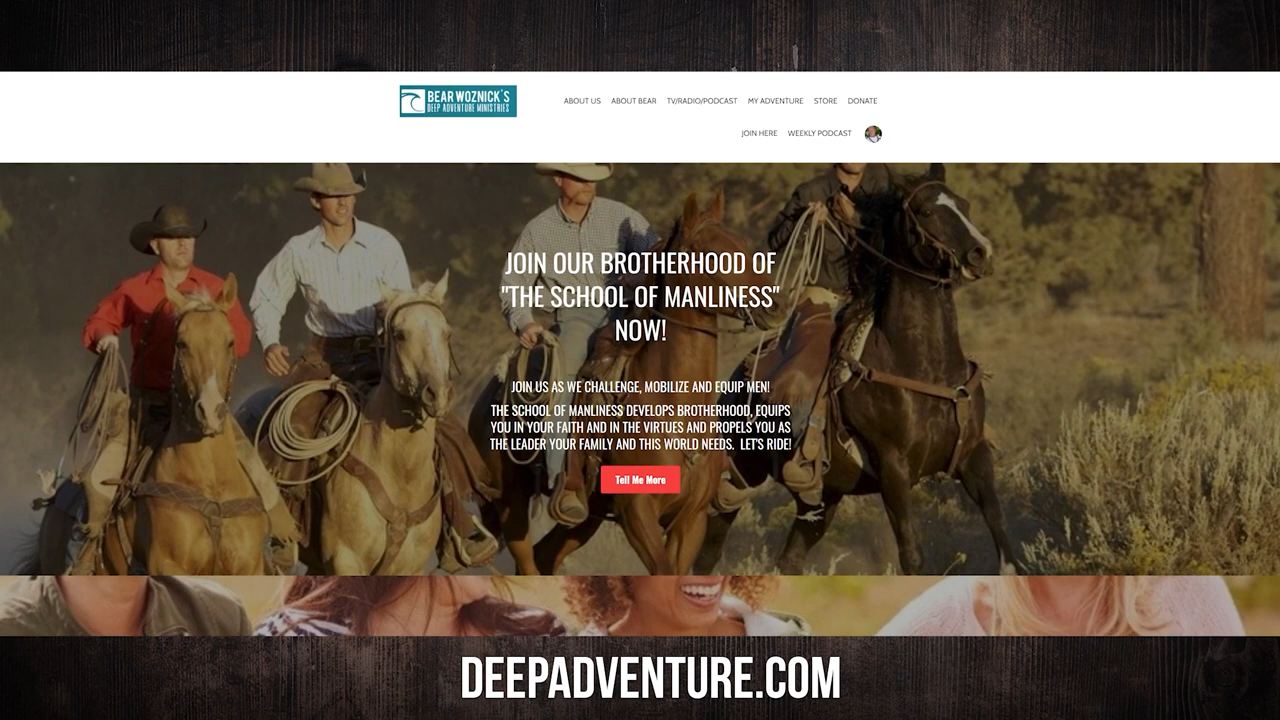 BEAR WOZNICK'S
DEEP ADVENTURE MINISTRIES
ABOUT US ABOUT BEAR TV/RADIO/PODCAST MY ADVENTURE STORE DONATE
JOIN HERE WEEKLY PODCAST
JOIN OUR BROTHERHOOD OF
"THE SCHOOL OF MANLINESS"
NOW!
JOIN US AS WE CHALLENGE, MOBILIZE AND EQUIP MEN!
THE SCHOOL OF MANLINESS DEVELOPS BROTHERHOOD, EQUIPS
YOU IN YOUR FAITH AND IN THE VIRTUES AND PROPELS YOU AS
THE LEADER YOUR FAMILY AND THIS WORLD NEEDS. LET'S RIDE!
Tell Me More
DEEPADVENTURE.COM